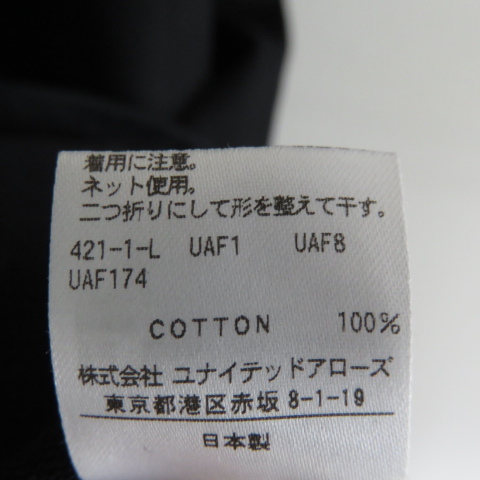 着用に注意。
ネット使用。
二つ折りにして形を整えて干す。
421-1-L UAF1 UAF8
UAF174
COTTON 100%
株式会社 ユナイテッドアローズ
東京都港区赤坂 8-1-19
日本製